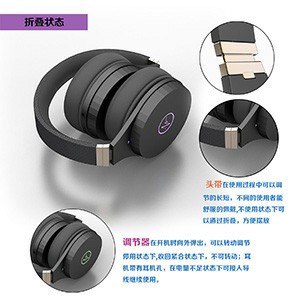 折叠状态
头带在使用过程中可以调
节的长短，不同的使用者能
舒服的佩戴，不使用状态下可
以通过折叠，方便摆放
调节器在开机时向外弹出，可以转动调节
停用状态下，收回紧合状态下，不可转动；耳
机带有耳机孔，在电量不足状态下可接入导
线继续使用。